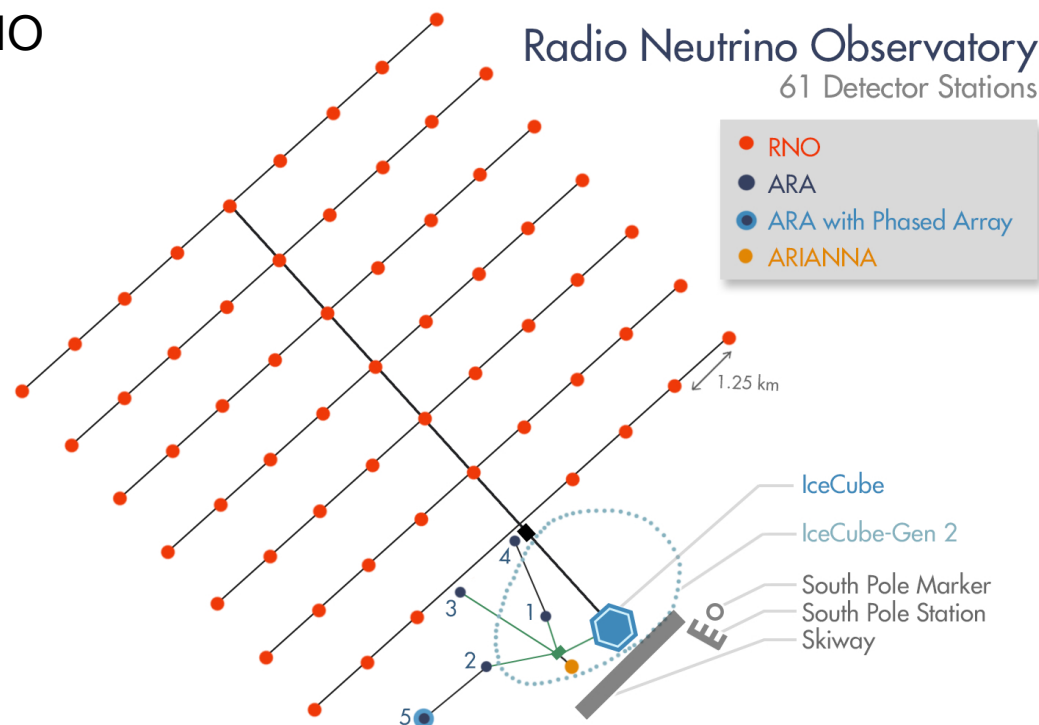 Radio Neutrino Observatory
61 Detector Stations
RNO
ARA
ARA with Phased Array
ARIANNA
1.25 km
IceCube
IceCube-Gen 2
South Pole Marker
South Pole Station
Skiway
4
3
1
2
5